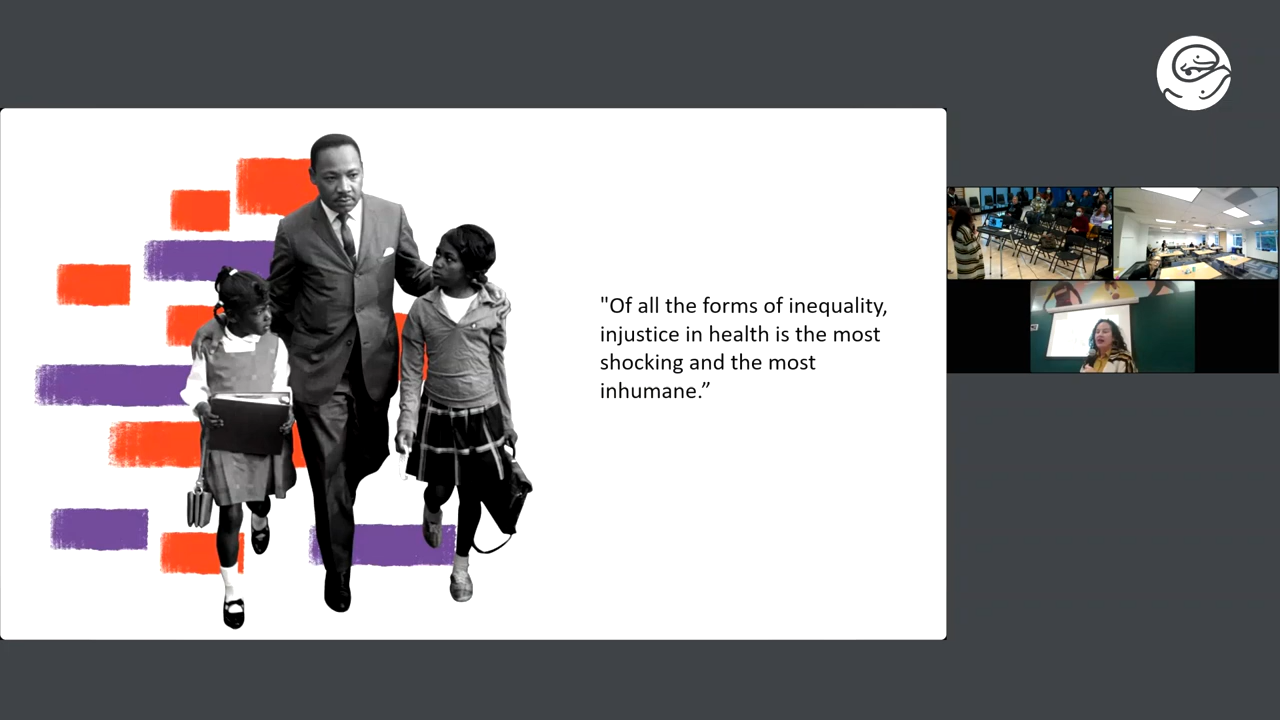 "Of all the forms of inequality,
injustice in health is the most
shocking and the most
inhumane.”